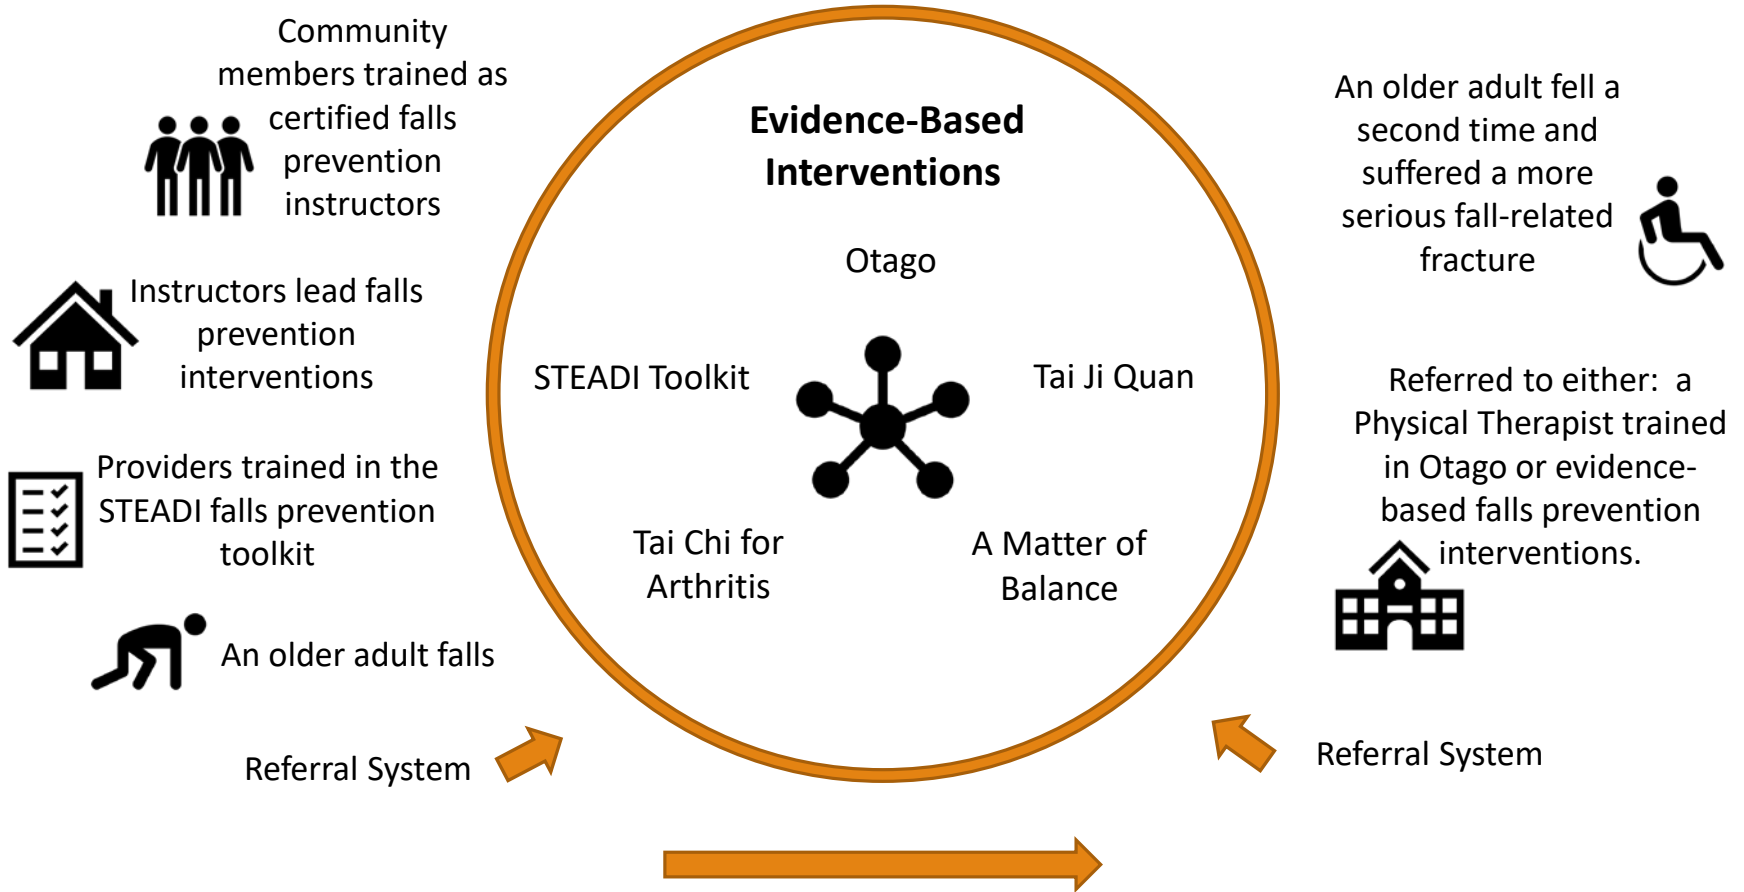 Community
members trained as
certified falls
prevention
instructors
Instructors lead falls
prevention
interventions
Providers trained in the
STEADI falls prevention
toolkit
An older adult falls
Referral System
Evidence-Based
Interventions
Otago
STEADI Toolkit
Tai Ji Quan
Tai Chi for
Arthritis
A Matter of
Balance
An older adult fell a
second time and
suffered a more
serious fall-related
fracture
Referred to either:  a
Physical Therapist trained
in Otago or evidence-
based falls prevention
interventions.
Referral System